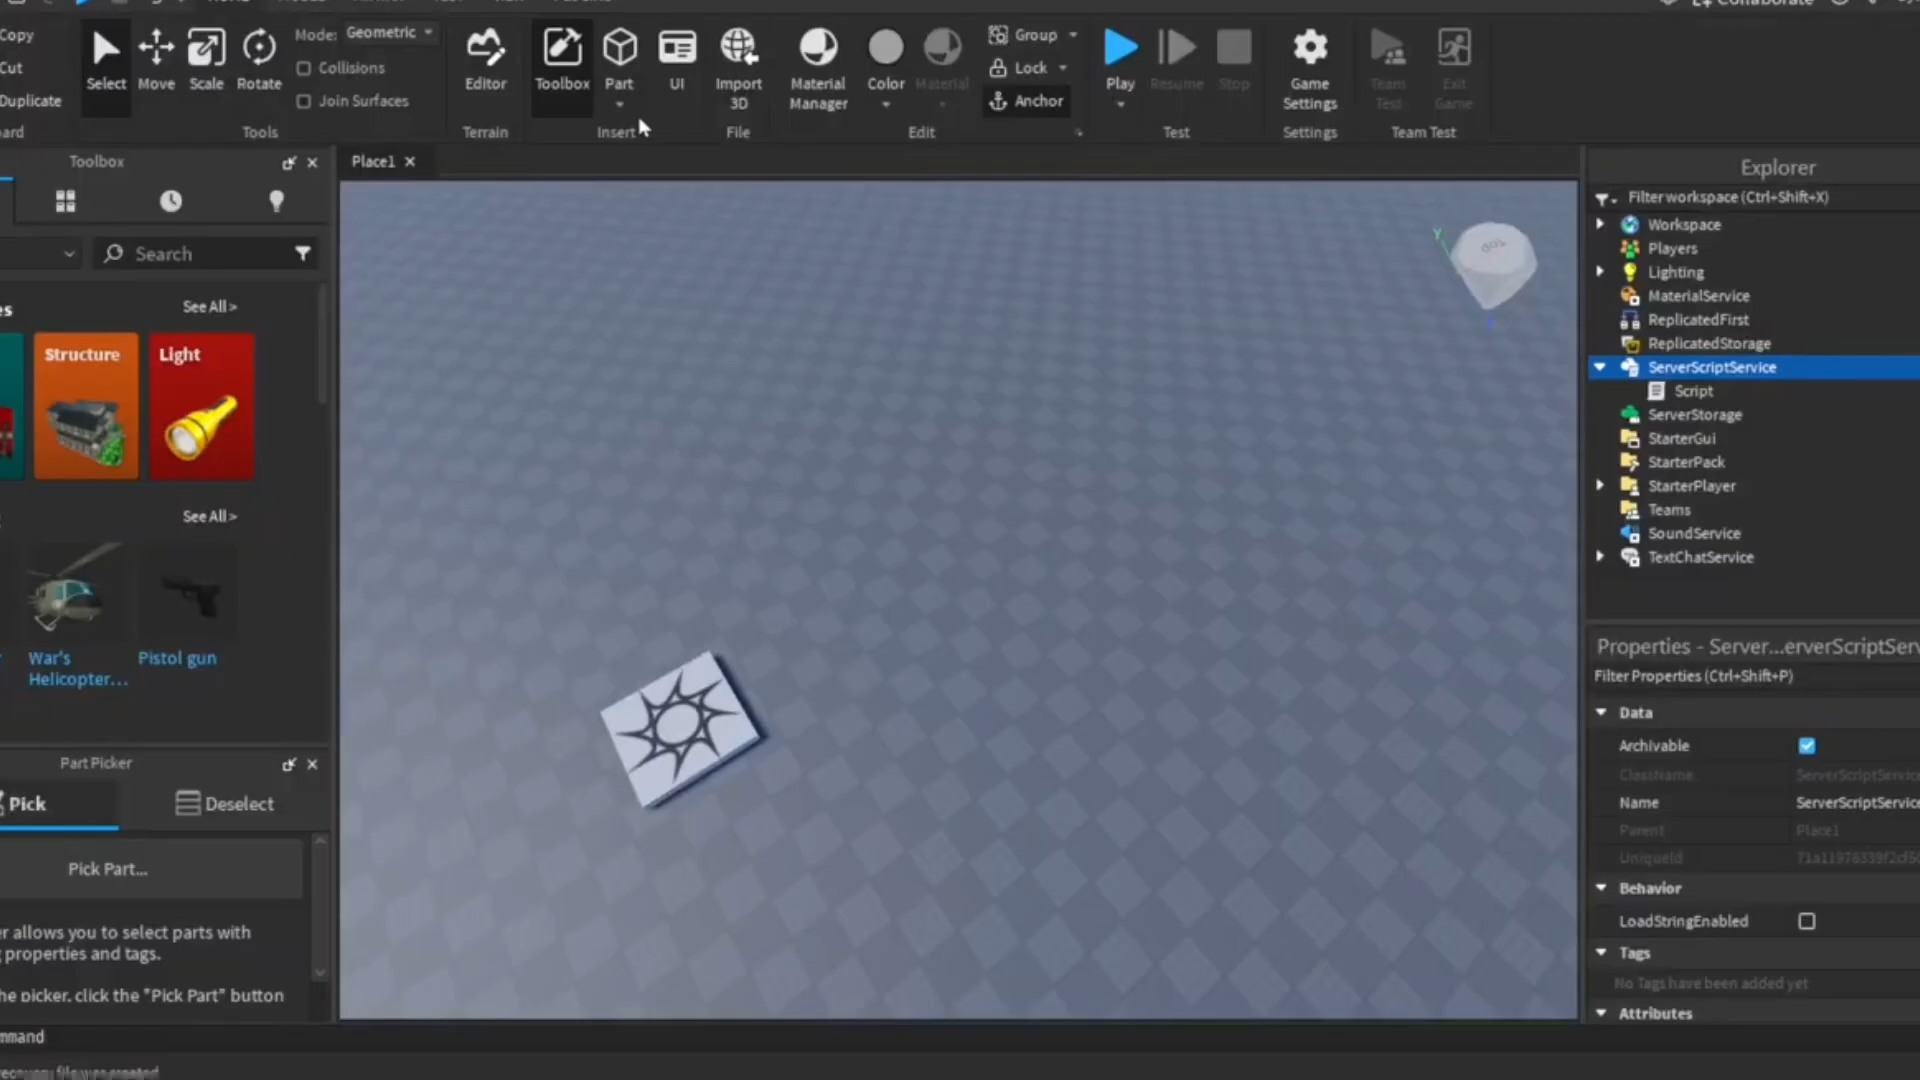 Collaborate
Copy
Cut
Duplicate
Select
Move
Scale
Rotate
Mode: Geometric
Collisions
Join Surfaces
Tools
Editor
Terrain
Toolbox
Part
UI
Insert
Import
3D
File
Material
Manager
Color
Material
Group
Lock
Anchor
Edit
Play
Resume
Stop
Test
Game
Settings
Settings
Team
Test
Exit
Game
Team Test
Toolbox
Search
See All >
Structure
Light
See All >
War's
Helicopter...
Pistol gun
Part Picker
Pick
Deselect
Pick Part...
allows you to select parts with
properties and tags.
he picker, click the "Pick Part" button
mmand
Place1
Explorer
Filter workspace (Ctrl+Shift+X)
Workspace
Players
Lighting
MaterialService
ReplicatedFirst
ReplicatedStorage
ServerScriptService
Script
ServerStorage
StarterGui
StarterPack
StarterPlayer
Teams
SoundService
TextChatService
Properties - Server...erverScriptServ
Filter Properties (Ctrl+Shift+P)
Data
Archivable
ClassName ServerScriptService
Name ServerScriptService
Parent Place1
UniqueId
Behavior
LoadStringEnabled
Tags
No Tags have been added yet
Attributes